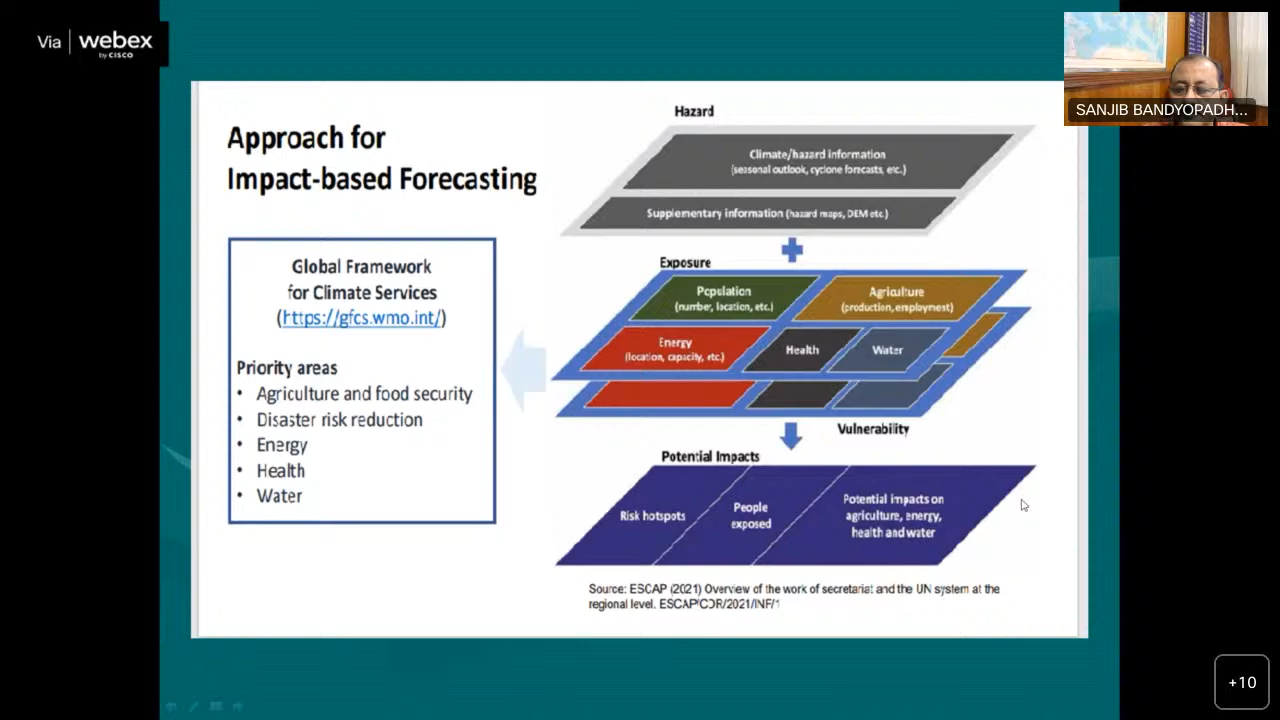 Via | webex
by CISCO
SANJIB BANDYOPADH...
Approach for
Impact-based Forecasting
Global Framework
for Climate Services
(https://gfcs.wmo.int/)
Priority areas
• Agriculture and food security
• Disaster risk reduction
• Energy
• Health
• Water
Hazard
Climate/hazard information
(seasonal outlook, cyclone forecasts, etc.)
Supplementary information (hazard maps, DEM etc.)
Exposure
Population
(number, location, etc.)
Agriculture
(production, employment)
Energy
(location, capacity, etc.)
Health
Water
Vulnerability
Potential Impacts
Risk hotspots
People
exposed
Potential impacts on
agriculture, energy,
health and water
Source: ESCAP (2021) Overview of the work of secretariat and the UN system at the
regional level. ESCAP/CDR/2021/INF/1
+10